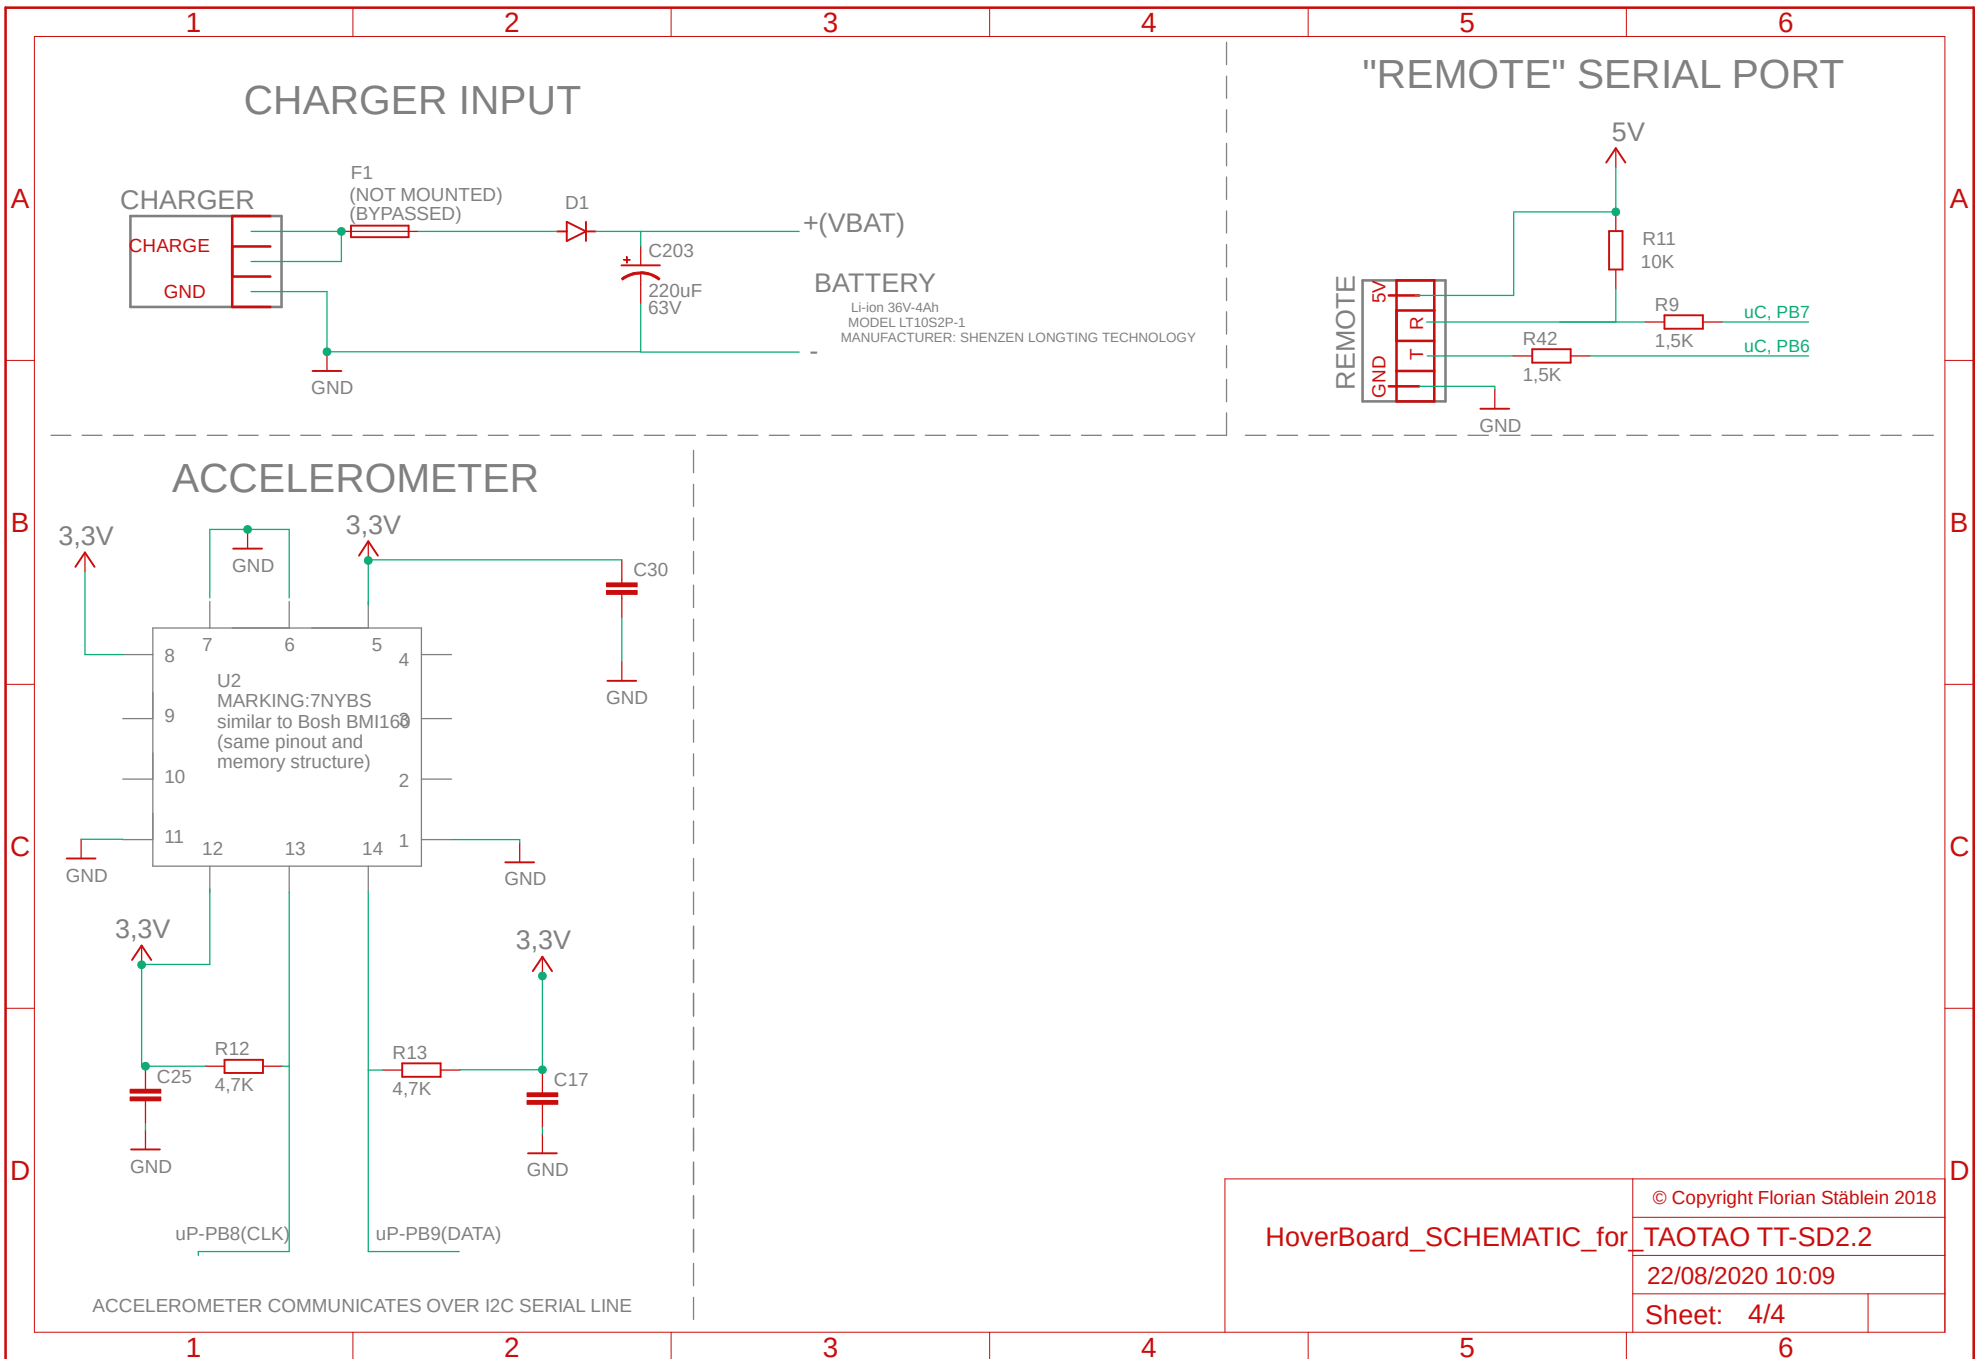 1 2 3 4 5 6
A
B
C
D
A
B
C
D
CHARGER INPUT
CHARGER
CHARGE
GND
F1
(NOT MOUNTED)
(BYPASSED)
D1
C203
220uF
63V
+(VBAT)
BATTERY
Li-ion 36V-4Ah
MODEL LT10S2P-1
MANUFACTURER: SHENZEN LONGTING TECHNOLOGY
-
GND
"REMOTE" SERIAL PORT
5V
R11
10K
REMOTE
5V
R
T
GND
R9
1,5K
uC, PB7
R42
1,5K
uC, PB6
GND
ACCELEROMETER
3,3V
GND
3,3V
C30
GND
7
6
5
8
4
9
3
10
2
11
1
12
13
14
U2
MARKING:7NYBS
similar to Bosh BMI160
(same pinout and
memory structure)
GND
GND
3,3V
3,3V
R12
4,7K
C25
GND
R13
4,7K
C17
GND
uP-PB8(CLK)
uP-PB9(DATA)
ACCELEROMETER COMMUNICATES OVER I2C SERIAL LINE
© Copyright Florian Stäblein 2018
HoverBoard_SCHEMATIC_for_TAOTAO TT-SD2.2
22/08/2020 10:09
Sheet: 4/4
1 2 3 4 5 6